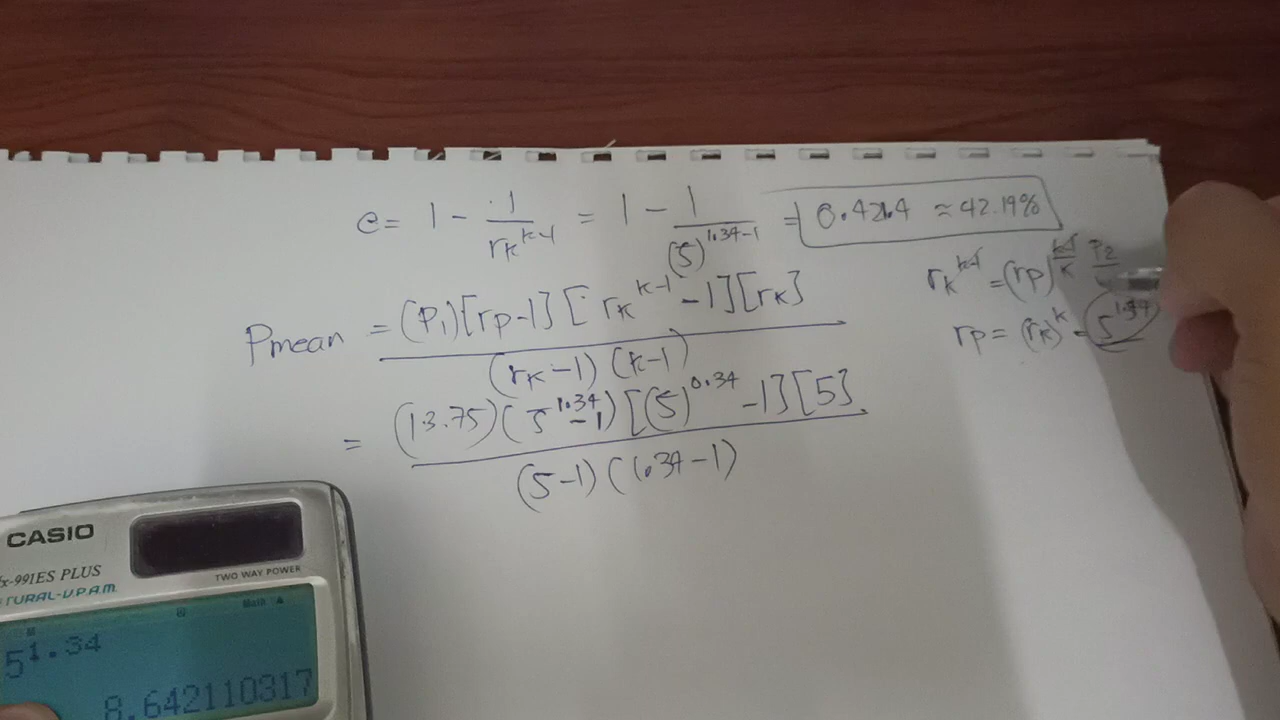 e = 1 - 1/rk^k-1 = 1 - 1/(5)^1.34-1 = 0.4214 ≈ 42.19%
rk^k-1 = (rp)^k-1/k P2
rp = (rk)^k = 5^1.34
Pmean = (P1)[rp-1][rk^k-1 -1][rk] / (rk-1)(k-1)
= (13.75)(5^1.34 -1)[(5)^0.34 -1][5] / (5-1)(1.34-1)
CASIO
fx-991ES PLUS
TWO WAY POWER
TURAL-V.P.A.M.
Math ▲
5^1.34
8.642110317